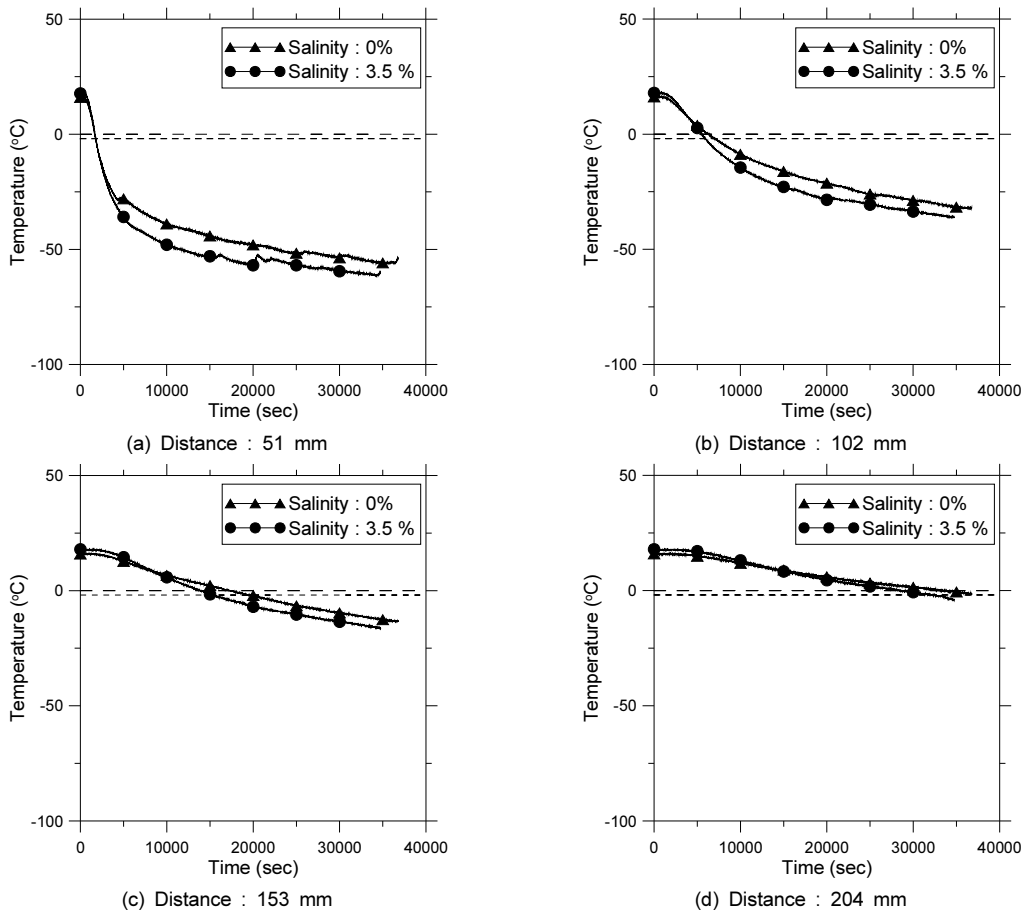 50
0
-50
-100
Temperature (°C)
0 10000 20000 30000 40000
Time (sec)
Salinity : 0%
Salinity : 3.5 %
(a) Distance : 51 mm
50
0
-50
-100
Temperature (°C)
0 10000 20000 30000 40000
Time (sec)
Salinity : 0%
Salinity : 3.5 %
(b) Distance : 102 mm
50
0
-50
-100
Temperature (°C)
0 10000 20000 30000 40000
Time (sec)
Salinity : 0%
Salinity : 3.5 %
(c) Distance : 153 mm
50
0
-50
-100
Temperature (°C)
0 10000 20000 30000 40000
Time (sec)
Salinity : 0%
Salinity : 3.5 %
(d) Distance : 204 mm